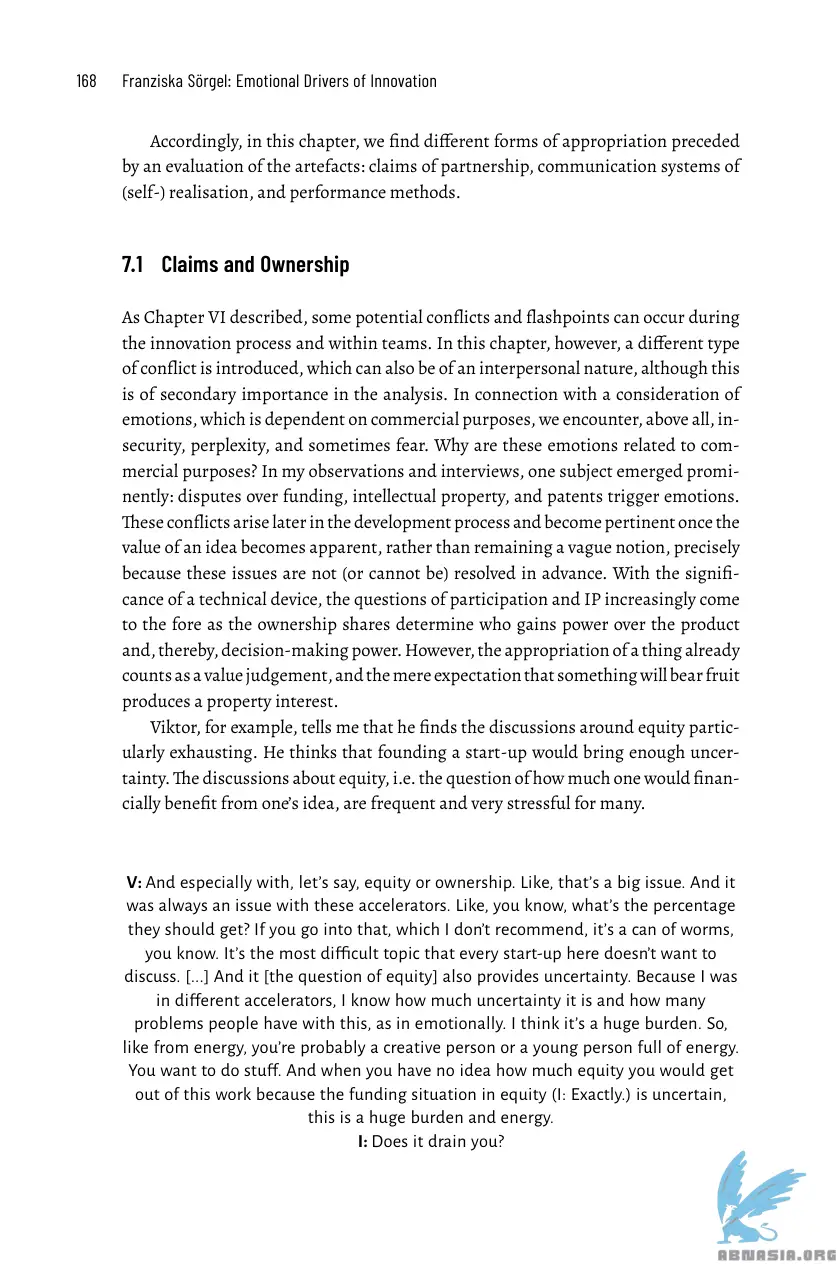 168 Franziska Sörgel: Emotional Drivers of Innovation
Accordingly, in this chapter, we find different forms of appropriation preceded
by an evaluation of the artefacts: claims of partnership, communication systems of
(self-) realisation, and performance methods.
7.1 Claims and Ownership
As Chapter VI described, some potential conflicts and flashpoints can occur during
the innovation process and within teams. In this chapter, however, a different type
of conflict is introduced, which can also be of an interpersonal nature, although this
is of secondary importance in the analysis. In connection with a consideration of
emotions, which is dependent on commercial purposes, we encounter, above all, in-
security, perplexity, and sometimes fear. Why are these emotions related to com-
mercial purposes? In my observations and interviews, one subject emerged promi-
nently: disputes over funding, intellectual property, and patents trigger emotions.
These conflicts arise later in the development process and become pertinent once the
value of an idea becomes apparent, rather than remaining a vague notion, precisely
because these issues are not (or cannot be) resolved in advance. With the signifi-
cance of a technical device, the questions of participation and IP increasingly come
to the fore as the ownership shares determine who gains power over the product
and, thereby, decision-making power. However, the appropriation of a thing already
counts as a value judgement, and the mere expectation that something will bear fruit
produces a property interest.
Viktor, for example, tells me that he finds the discussions around equity partic-
ularly exhausting. He thinks that founding a start-up would bring enough uncer-
tainty. The discussions about equity, i.e. the question of how much one would finan-
cially benefit from one’s idea, are frequent and very stressful for many.
V: And especially with, let’s say, equity or ownership. Like, that’s a big issue. And it
was always an issue with these accelerators. Like, you know, what’s the percentage
they should get? If you go into that, which I don’t recommend, it’s a can of worms,
you know. It’s the most difficult topic that every start-up here doesn’t want to
discuss. [...] And it [the question of equity] also provides uncertainty. Because I was
in different accelerators, I know how much uncertainty it is and how many
problems people have with this, as in emotionally. I think it’s a huge burden. So,
like from energy, you’re probably a creative person or a young person full of energy.
You want to do stuff. And when you have no idea how much equity you would get
out of this work because the funding situation in equity (I: Exactly.) is uncertain,
this is a huge burden and energy.
I: Does it drain you?
ABNASIA.ORG